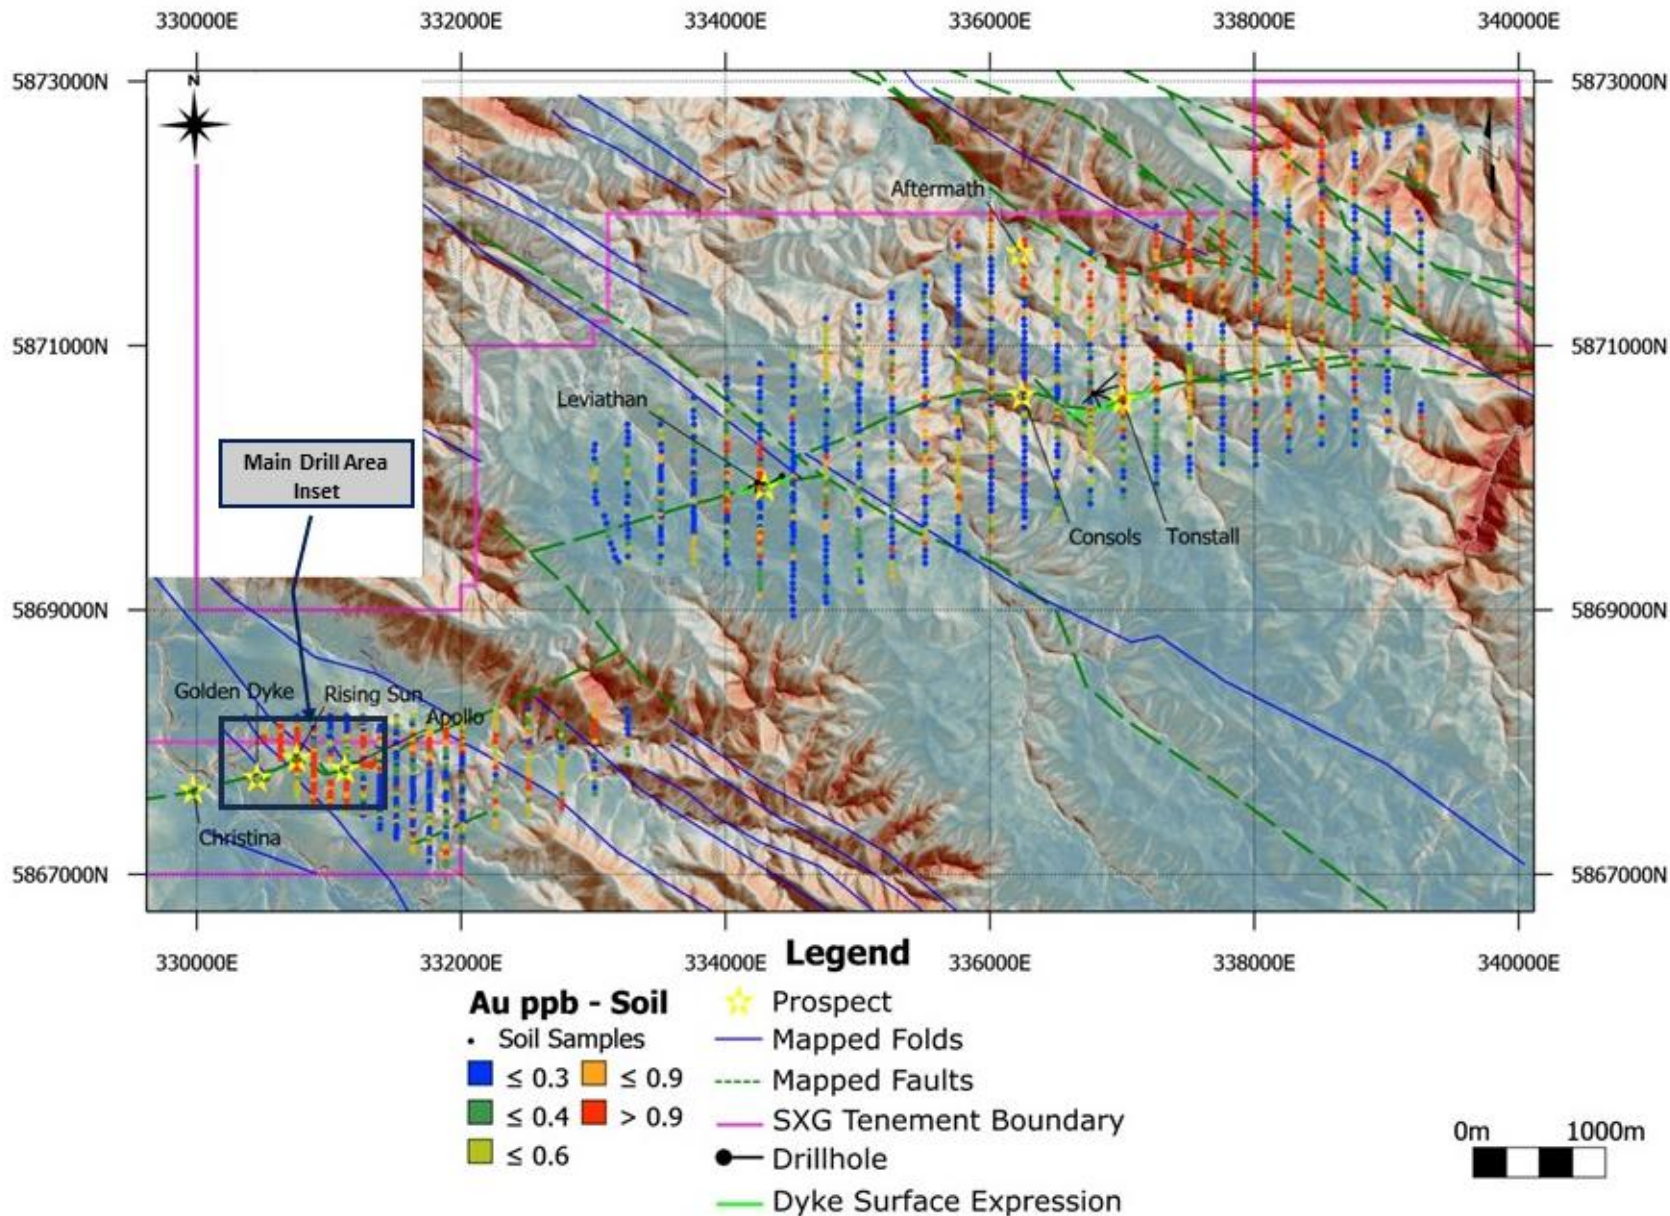 330000E 332000E 334000E 336000E 338000E 340000E
5873000N 5873000N
N
Aftermath
5871000N 5871000N
Leviathan
Main Drill Area
Inset
Consols Tonstall
5869000N 5869000N
Golden Dyke Rising Sun
Apollo
Christina
5867000N 5867000N
330000E 332000E 334000E 336000E 338000E 340000E
Legend
Au ppb - Soil
Soil Samples
≤ 0.3 ≤ 0.9
≤ 0.4 > 0.9
≤ 0.6
Prospect
Mapped Folds
Mapped Faults
SXG Tenement Boundary
Drillhole
Dyke Surface Expression
0m 1000m